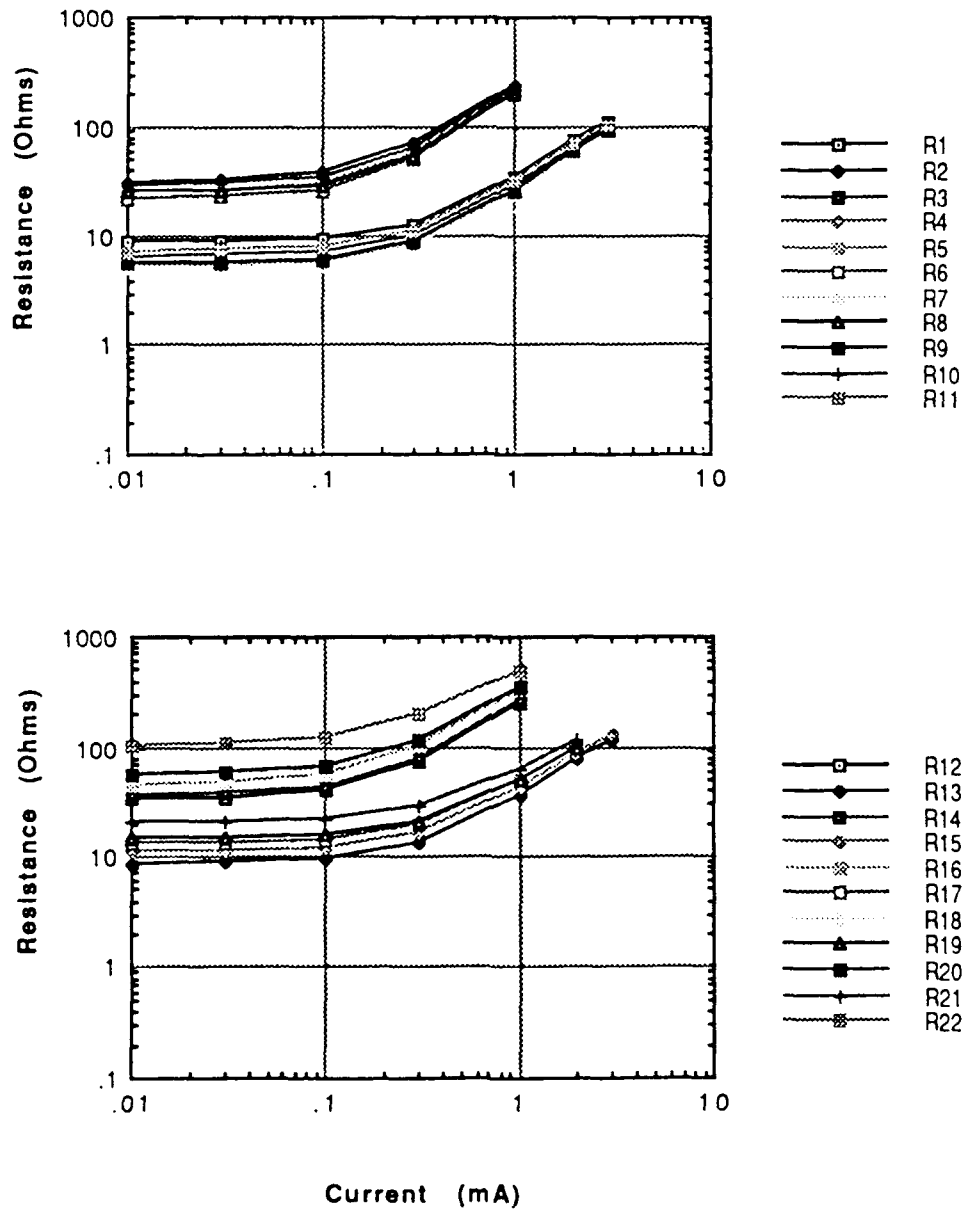 1000
100
10
1
.1
.01
.1
1
10
Resistance (Ohms)
R1
R2
R3
R4
R5
R6
R7
R8
R9
R10
R11
1000
100
10
1
.1
.01
.1
1
10
Resistance (Ohms)
R12
R13
R14
R15
R16
R17
R18
R19
R20
R21
R22
Current (mA)